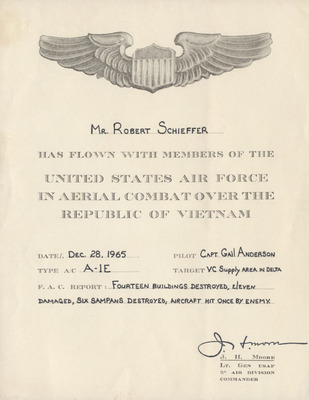 Mr. Robert Schieffer
HAS FLOWN WITH MEMBERS OF THE
UNITED STATES AIR FORCE
IN AERIAL COMBAT OVER THE
REPUBLIC OF VIETNAM
DATE/: Dec. 28, 1965 PILOT Capt. Gail Anderson
TYPE A/C A-1E TARGET VC Supply area in Delta
F. A. C. REPORT : Fourteen buildings destroyed, eleven
damaged, six sampans destroyed; aircraft hit once by enemy.
J. H. Moore
J. H. MOORE
LT. GEN USAF
2ᴰ AIR DIVISION
COMMANDER